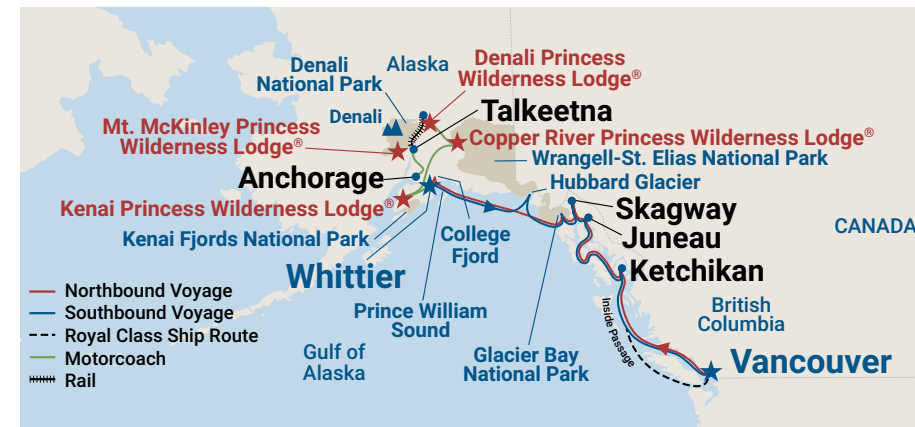 Denali
National Park
Alaska
Denali Princess
Wilderness Lodge®
Denali
Talkeetna
Mt. McKinley Princess
Wilderness Lodge®
Copper River Princess Wilderness Lodge®
Wrangell-St. Elias National Park
Anchorage
Hubbard Glacier
Kenai Princess Wilderness Lodge®
Skagway
Juneau
CANADA
Kenai Fjords National Park
College
Fjord
Whittier
Ketchikan
Northbound Voyage
Southbound Voyage
Royal Class Ship Route
Motorcoach
Rail
Prince William
Sound
Inside Passage
British
Columbia
Gulf of
Alaska
Glacier Bay
National Park
Vancouver